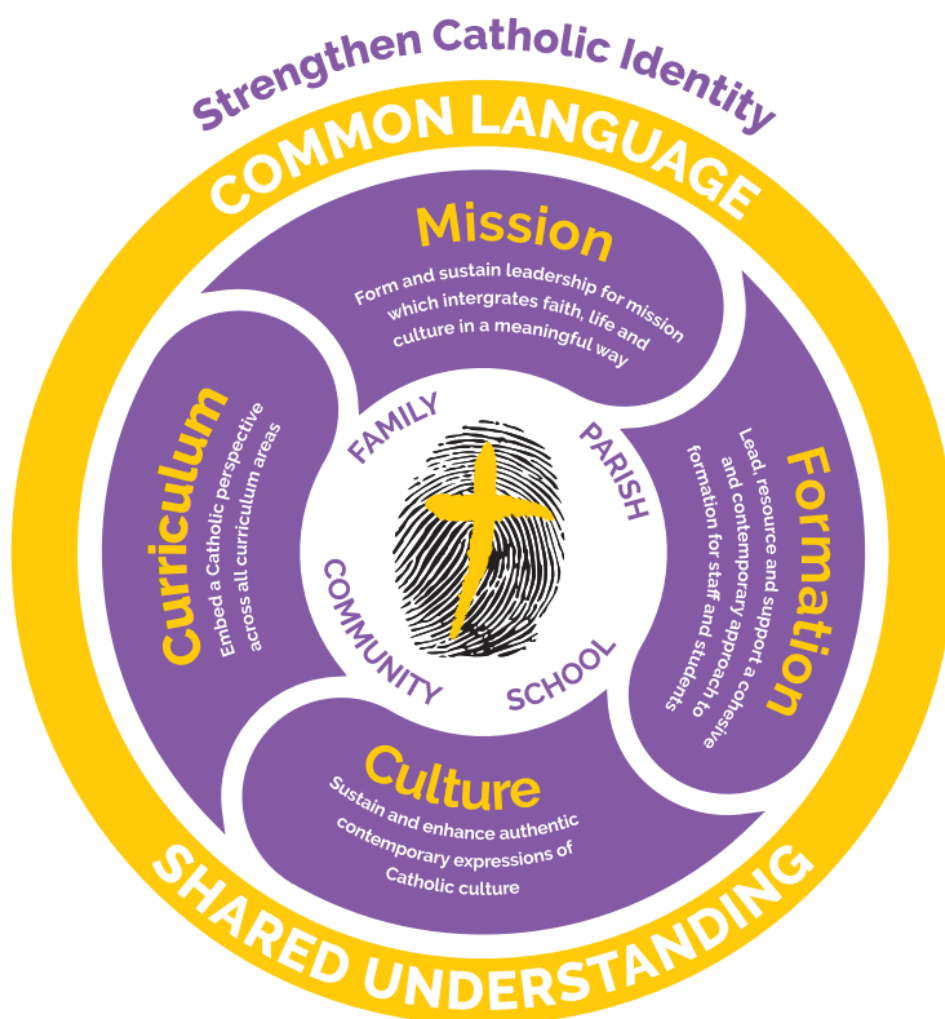 Strengthen Catholic Identity
COMMON LANGUAGE
Mission
Form and sustain leadership for mission
which intergrates faith, life and
culture in a meaningful way
Formation
Lead, resource and support a cohesive
and contemporary approach to
formation for staff and students
Culture
Sustain and enhance authentic
contemporary expressions of
Catholic culture
Curriculum
Embed a Catholic perspective
across all curriculum areas
FAMILY
PARISH
SCHOOL
COMMUNITY
SHARED UNDERSTANDING